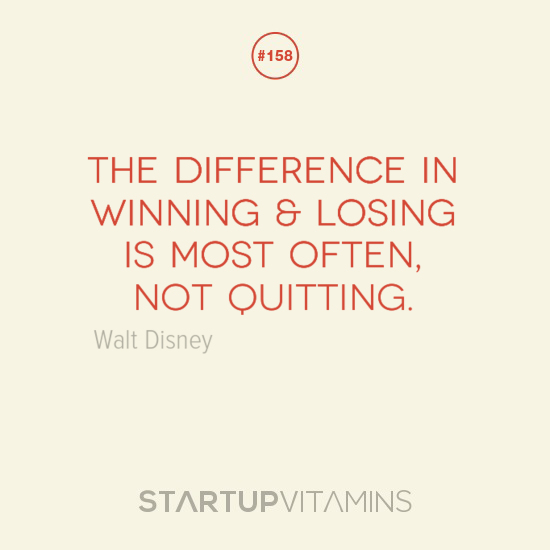 #158
THE DIFFERENCE IN
WINNING & LOSING
IS MOST OFTEN,
NOT QUITTING.
Walt Disney
STARTUPVITAMINS